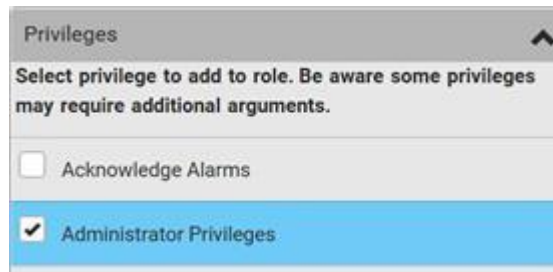 Privileges
Select privilege to add to role. Be aware some privileges
may require additional arguments.
Acknowledge Alarms
Administrator Privileges